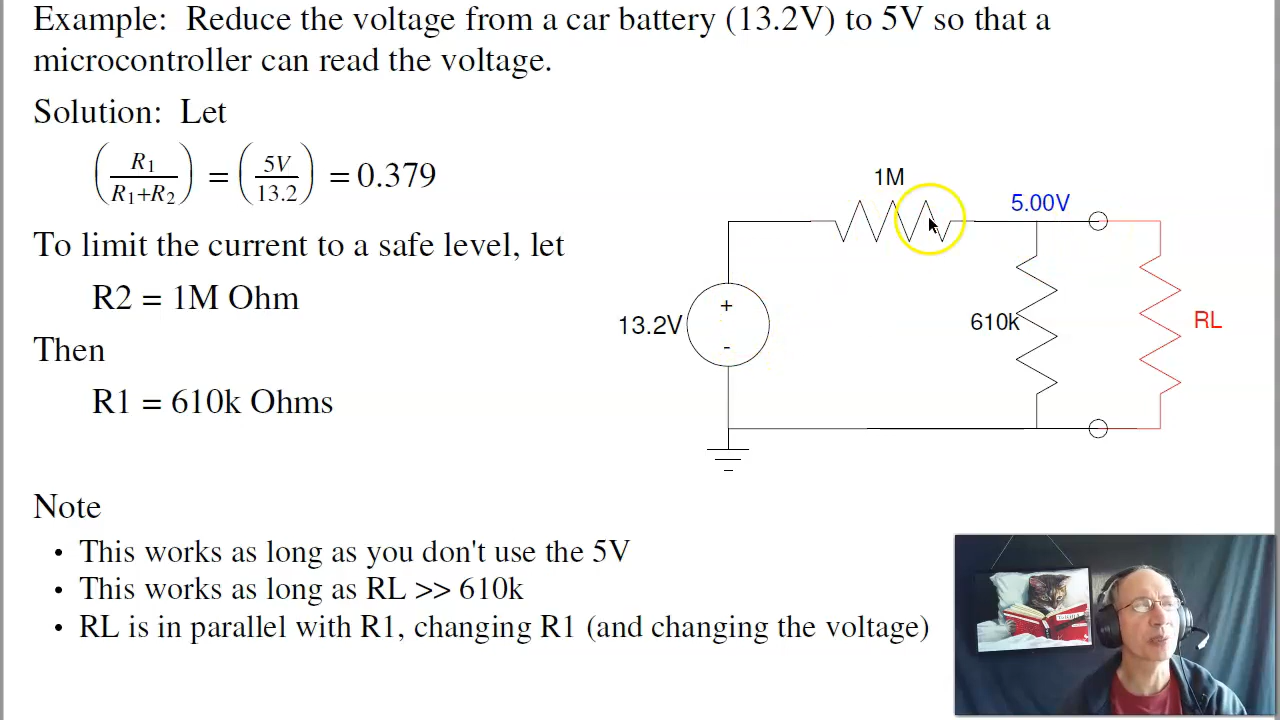 Example: Reduce the voltage from a car battery (13.2V) to 5V so that a
microcontroller can read the voltage.
Solution: Let
(R1/R1+R2) = (5V/13.2) = 0.379
To limit the current to a safe level, let
R2 = 1M Ohm
Then
R1 = 610k Ohms
1M
5.00V
13.2V
+
-
610k
RL
Note
• This works as long as you don't use the 5V
• This works as long as RL >> 610k
• RL is in parallel with R1, changing R1 (and changing the voltage)